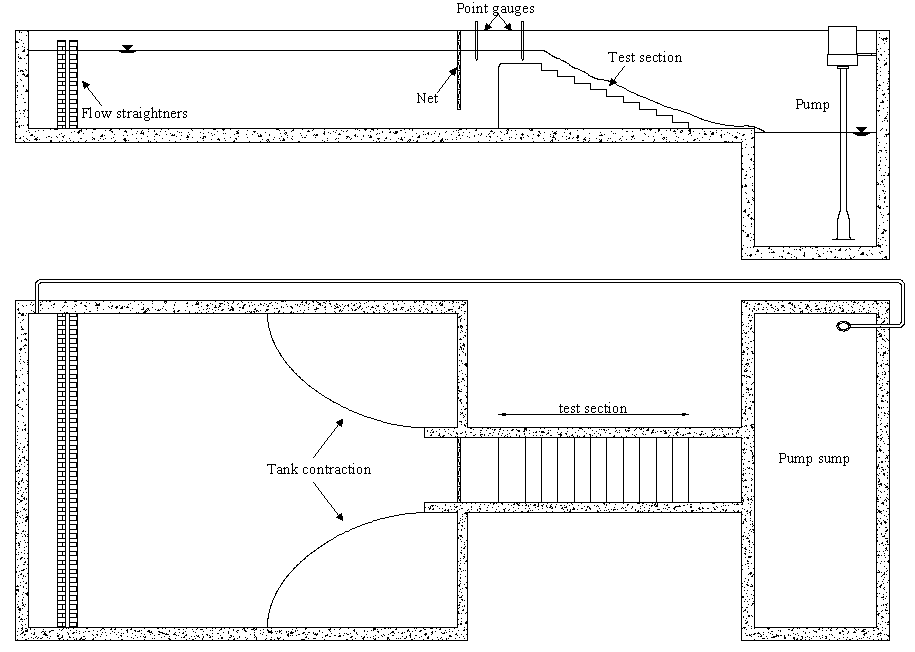 Point gauges
Test section
Net
Pump
Flow straightners
test section
Tank contraction
Pump sump